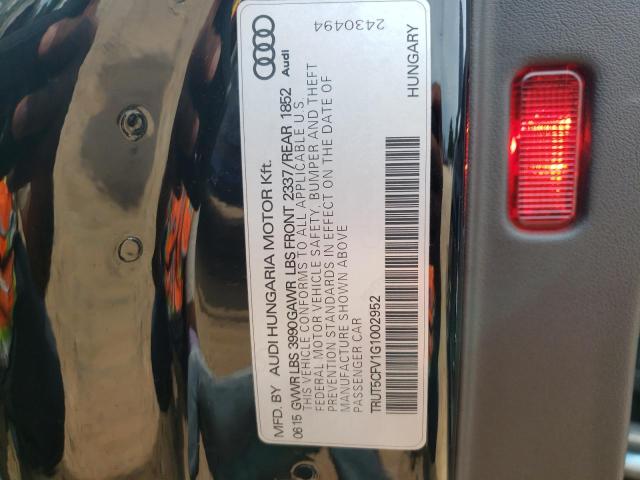 MFD. BY AUDI HUNGARIA MOTOR Kft.
0615 GVWR LBS 3990 GAWR LBS FRONT 2337/REAR 1852
THIS VEHICLE CONFORMS TO ALL APPLICABLE U.S.
FEDERAL MOTOR VEHICLE SAFETY, BUMPER AND THEFT
PREVENTION STANDARDS IN EFFECT ON THE DATE OF
MANUFACTURE SHOWN ABOVE
PASSENGER CAR
TRUT5CFV1G1002952
HUNGARY
Audi
2430494